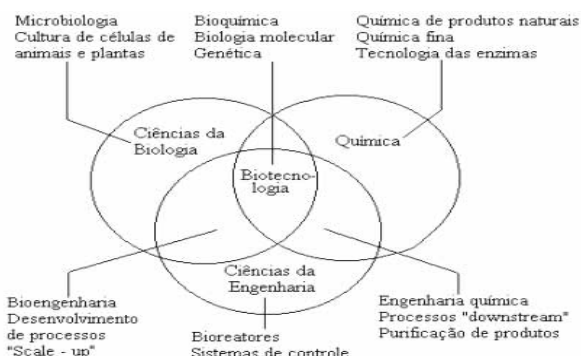 Microbiologia
Cultura de células de
animais e plantas
Bioquímica
Biologia molecular
Genética
Química de produtos naturais
Química fina
Tecnologia das enzimas
Ciências da
Biologia
Química
Biotecno-
logia
Ciências da
Engenharia
Bioengenharia
Desenvolvimento
de processos
"Scale - up"
Bioreatores
Sistemas de controle
Engenharia química
Processos "downstream"
Purificação de produtos